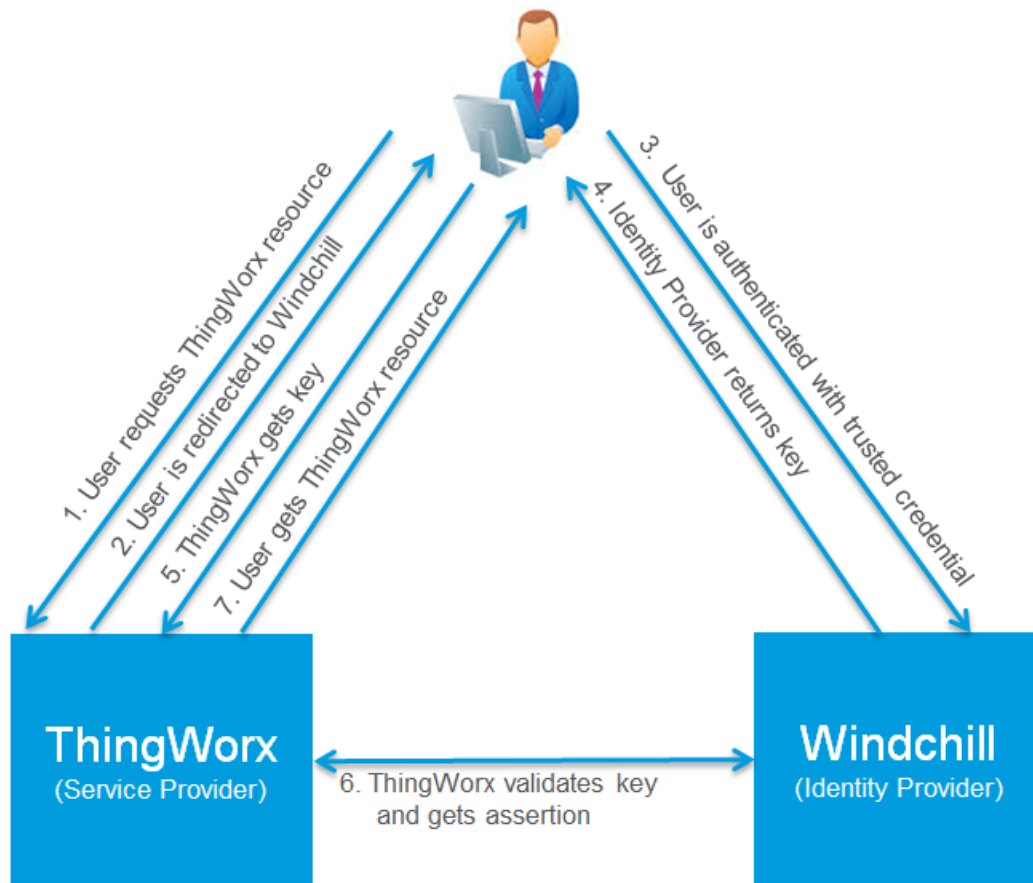 1. User requests ThingWorx resource
2. User is redirected to Windchill
5. ThingWorx gets key
7. User gets ThingWorx resource
3. User is authenticated with trusted credential
4. Identity Provider returns key
ThingWorx
(Service Provider)
6. ThingWorx validates key
and gets assertion
Windchill
(Identity Provider)